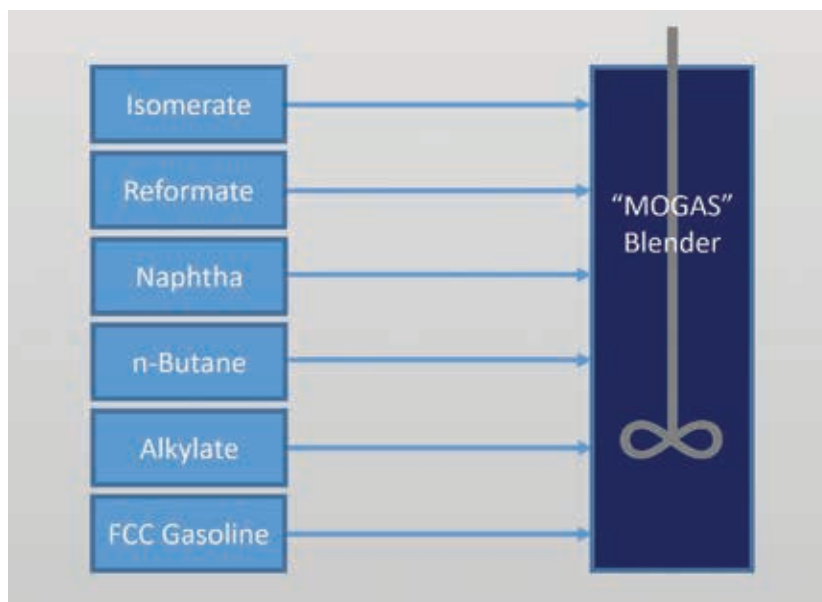 Isomerate
Reformate
Naphtha
n-Butane
Alkylate
FCC Gasoline
“MOGAS”
Blender